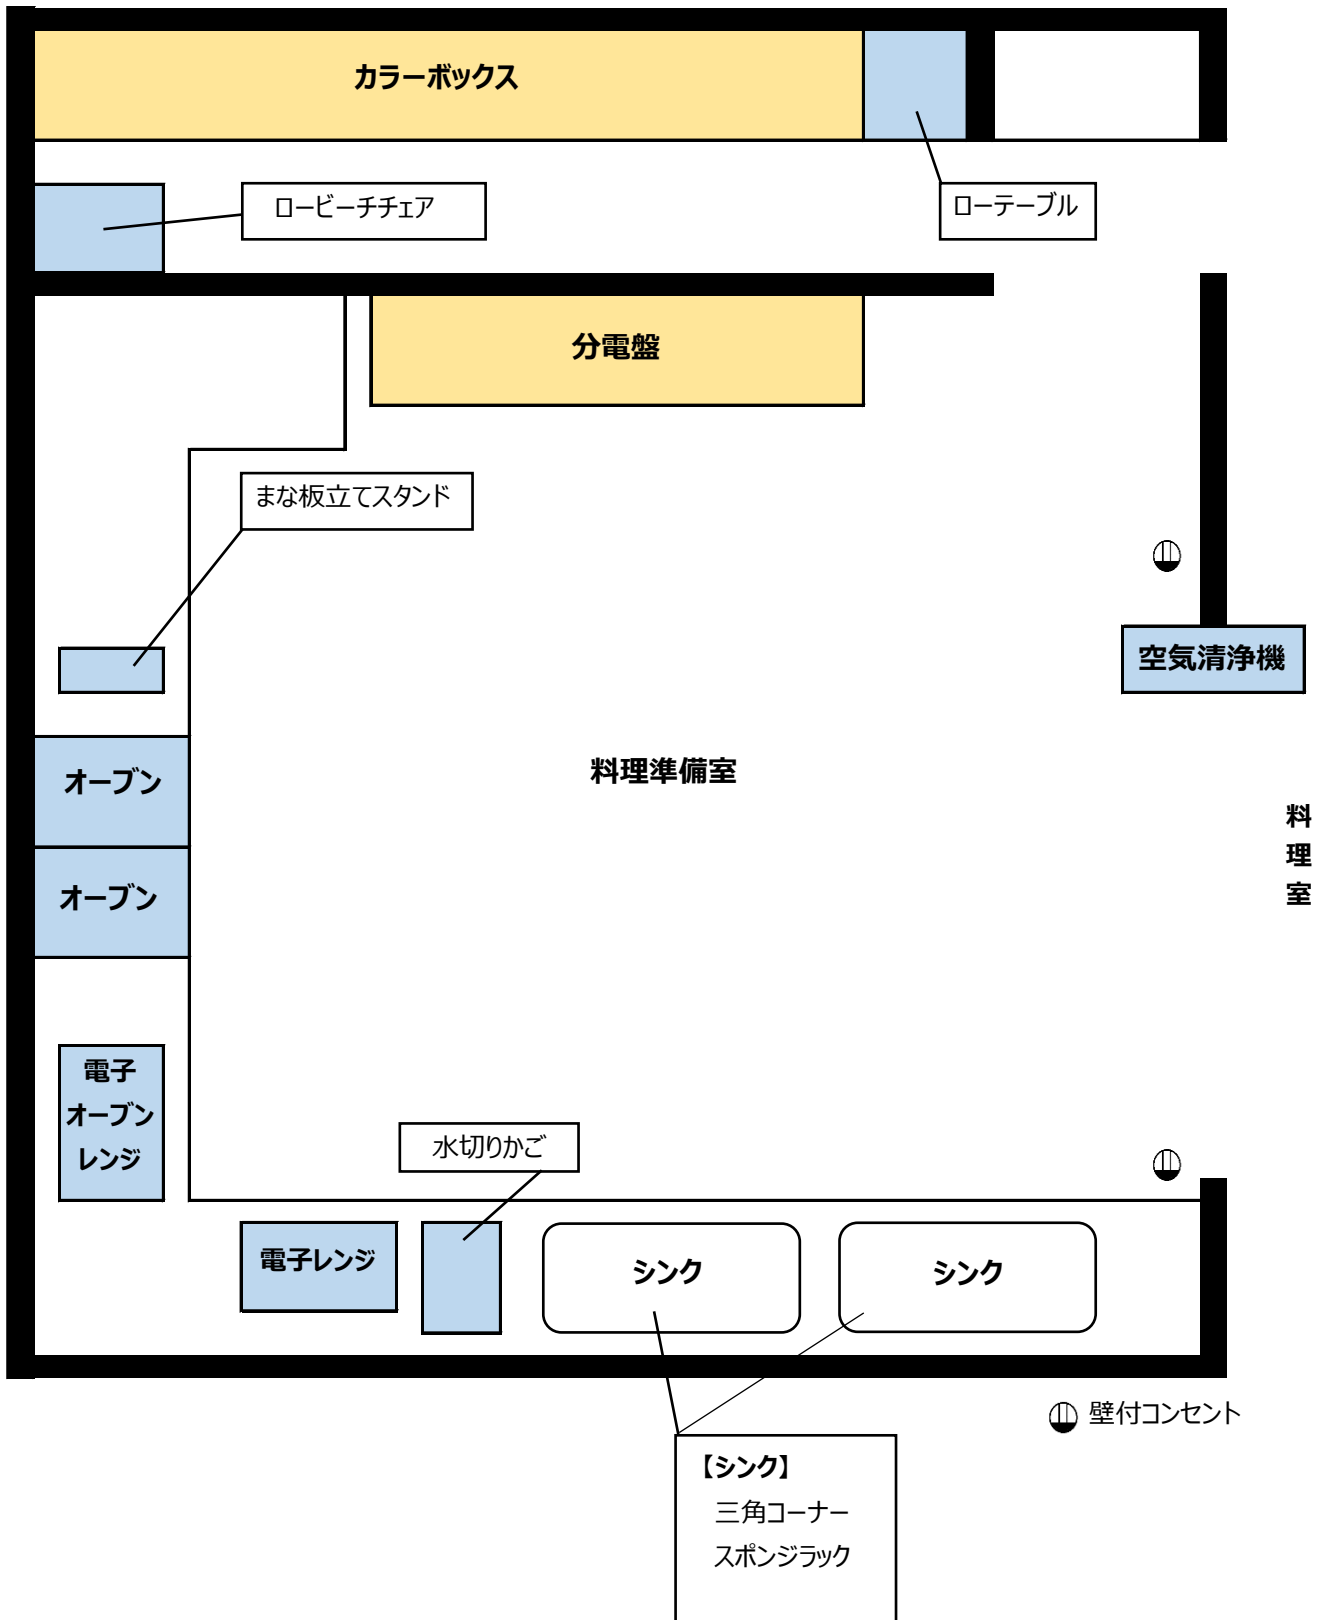 カラーボックス
ロービーチチェア
ローテーブル
分電盤
まな板立てスタンド
空気清浄機
オーブン
料理準備室
料
理
室
オーブン
電子
オーブン
レンジ
水切りかご
電子レンジ
シンク
シンク
壁付コンセント
【シンク】
三角コーナー
スポンジラック